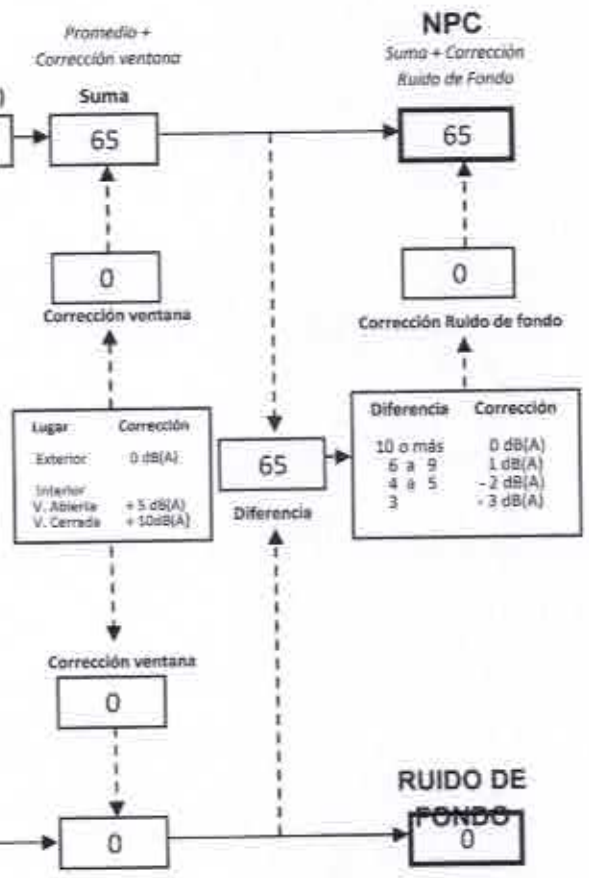 Promedio +
Corrección ventana
Suma
65
NPC
Suma + Corrección
Ruido de Fondo
65
0
Corrección ventana
0
Corrección Ruido de fondo
Lugar Corrección
Exterior 0 dB(A)
Interior
V. Abierta + 5 dB(A)
V. Cerrada + 10dB(A)
65
Diferencia
Diferencia Corrección
10 o más 0 dB(A)
6 a 9 1 dB(A)
4 a 5 - 2 dB(A)
3 - 3 dB(A)
Corrección ventana
0
0
RUIDO DE
FONDO
0